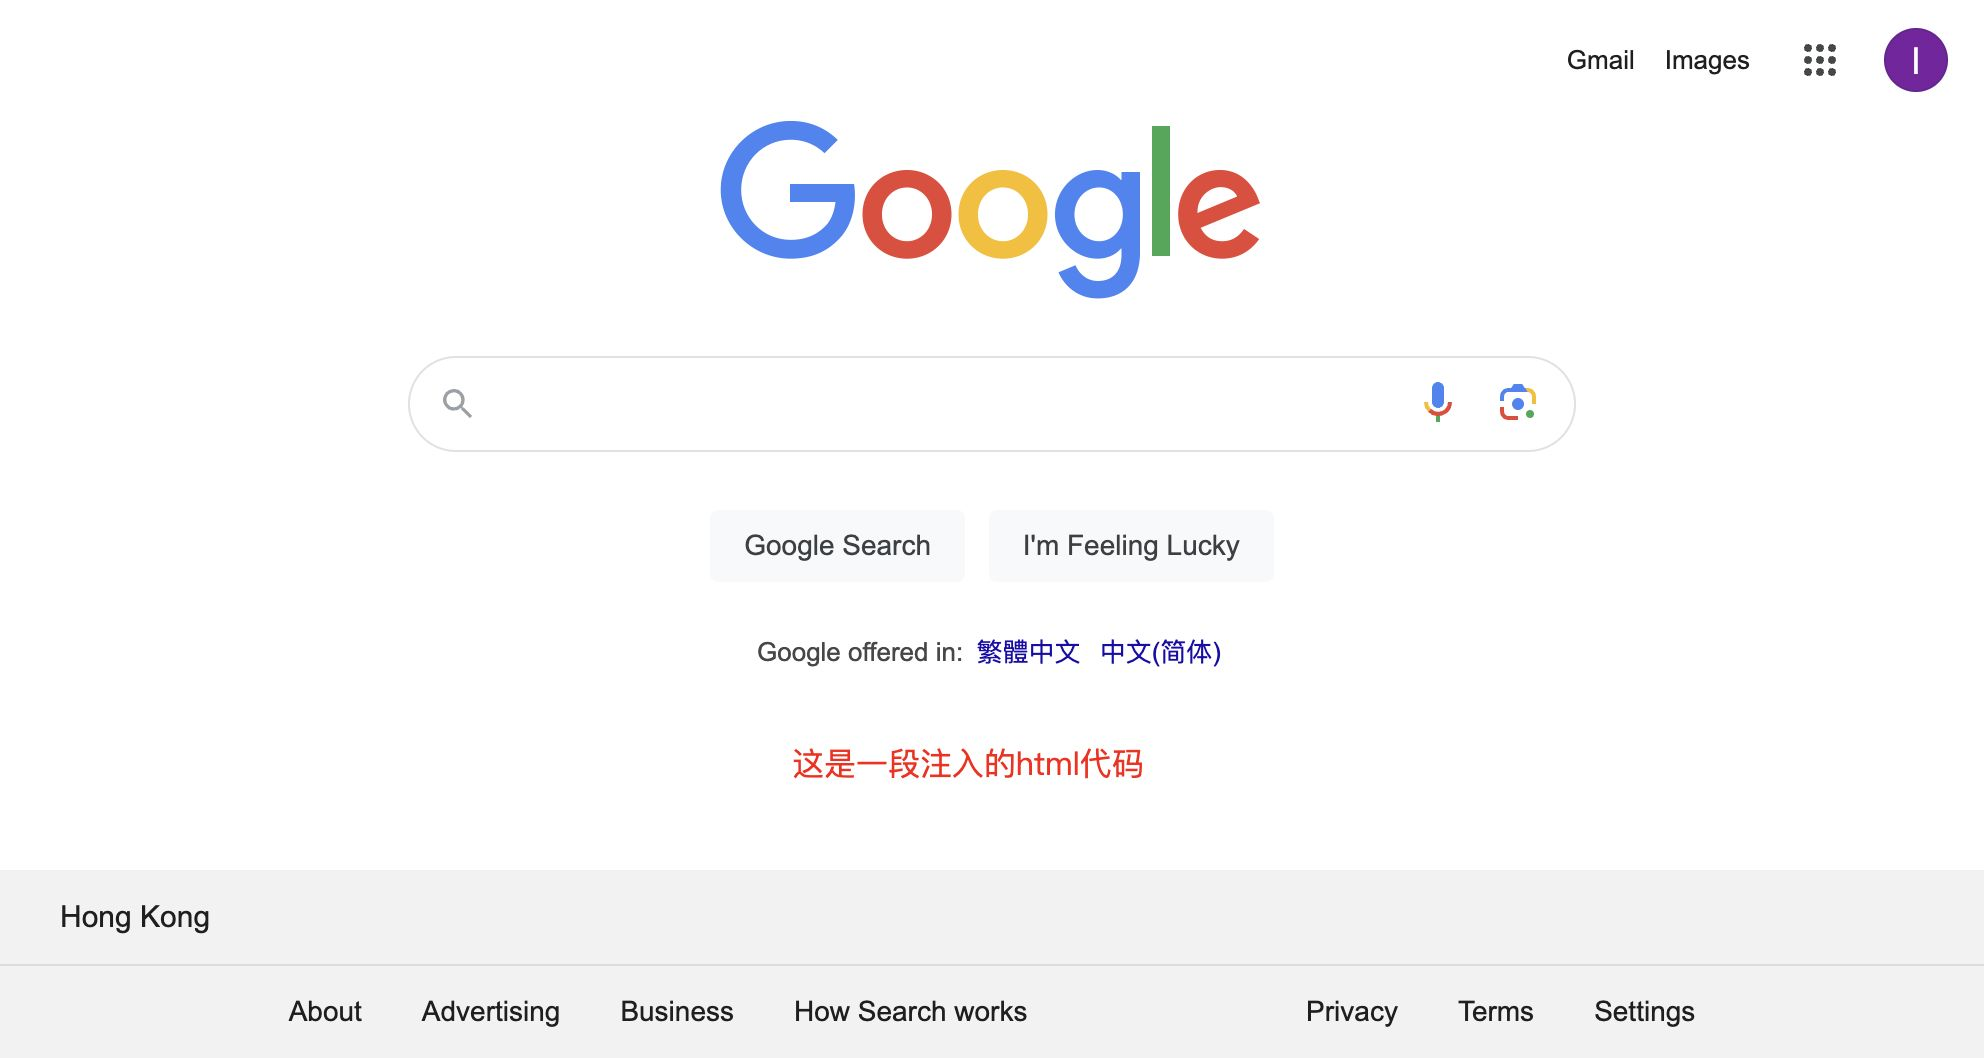 Gmail Images
I
Google
Google Search I'm Feeling Lucky
Google offered in: 繁體中文 中文(简体)
这是一段注入的html代码
Hong Kong
About Advertising Business How Search works Privacy Terms Settings